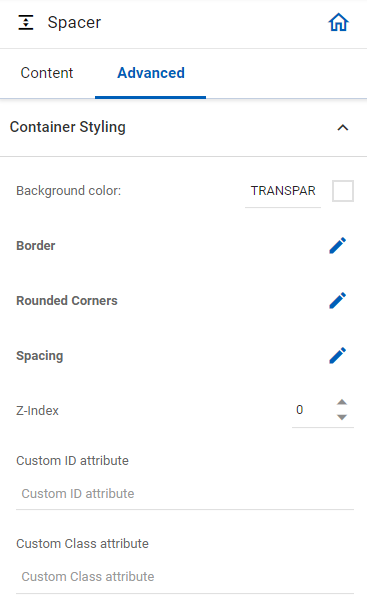 Spacer
Content Advanced
Container Styling
Background color: TRANSPAR
Border
Rounded Corners
Spacing
Z-Index 0
Custom ID attribute
Custom ID attribute
Custom Class attribute
Custom Class attribute